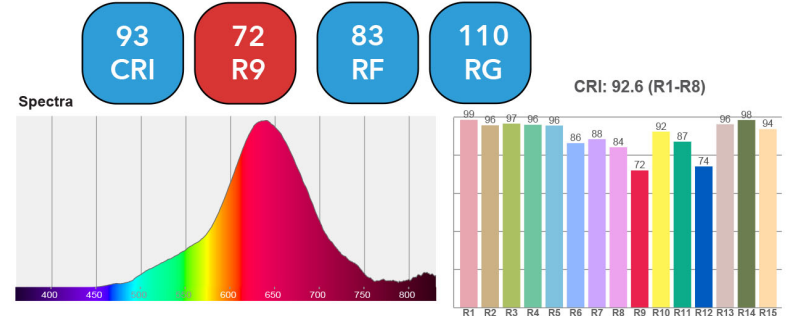 93 CRI
72 R9
83 RF
110 RG
CRI: 92.6 (R1-R8)
Spectra
400 450 500 550 600 650 700 750 800
99 96 97 96 96 86 88 84 72 92 87 74 96 98 94
R1 R2 R3 R4 R5 R6 R7 R8 R9 R10 R11 R12 R13 R14 R15